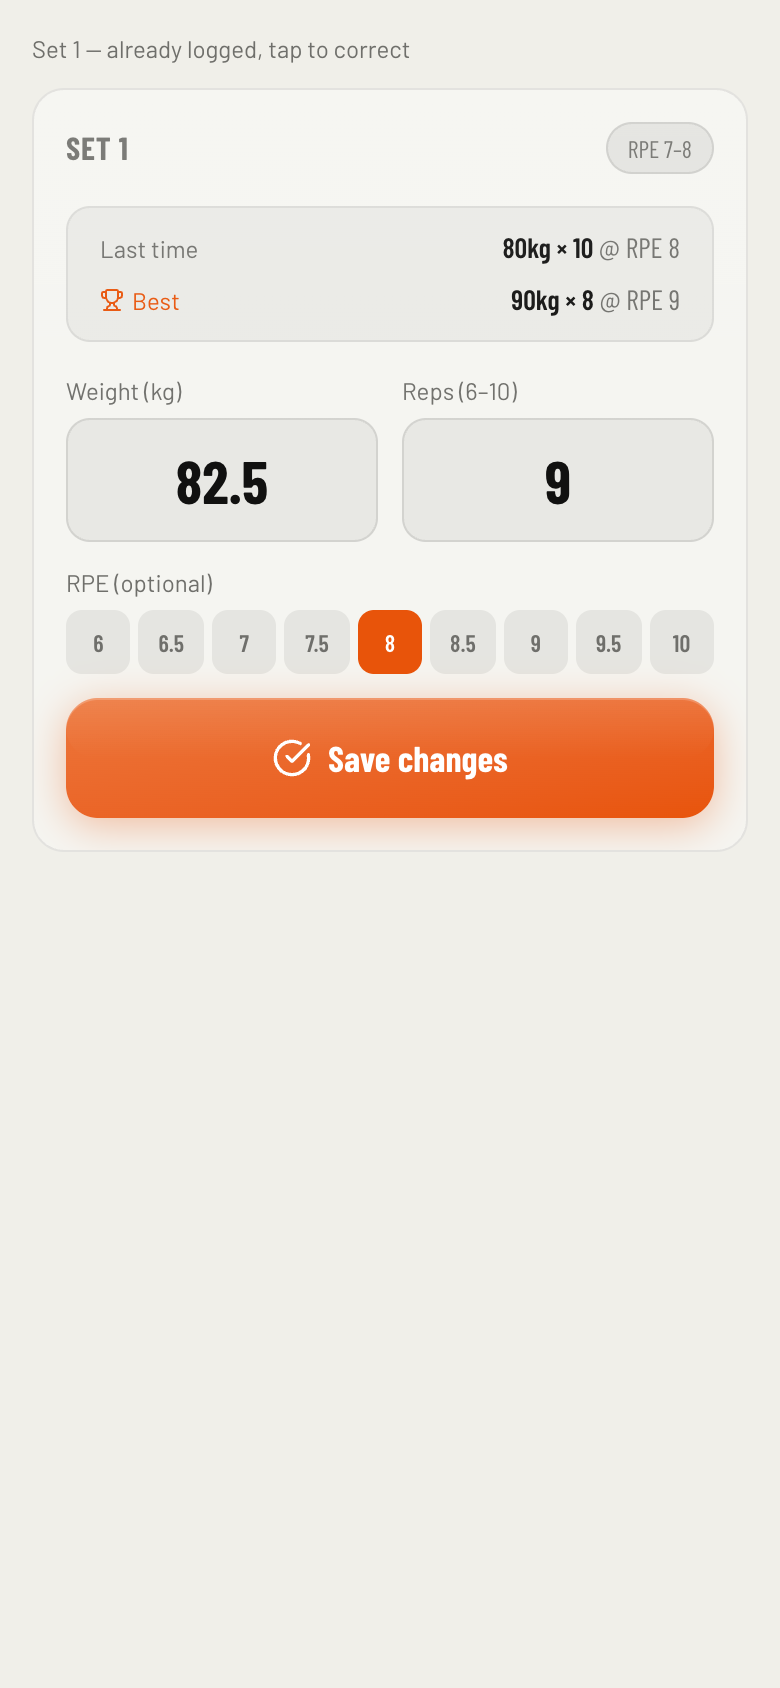 Set 1 — already logged, tap to correct
SET 1
RPE 7–8
Last time
80kg × 10 @ RPE 8
Best
90kg × 8 @ RPE 9
Weight (kg)
Reps (6–10)
82.5
9
RPE (optional)
6 6.5 7 7.5 8 8.5 9 9.5 10
Save changes